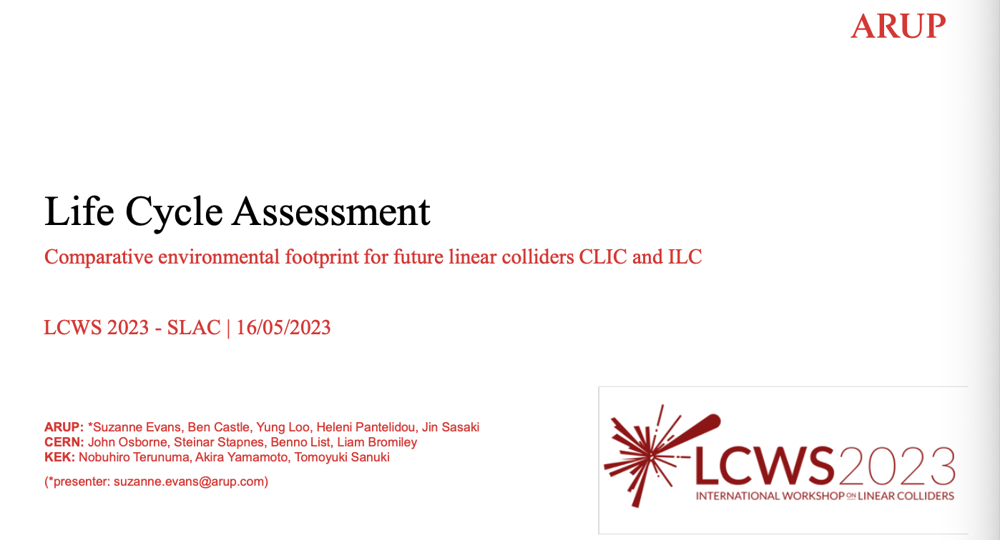 ARUP
Life Cycle Assessment
Comparative environmental footprint for future linear colliders CLIC and ILC
LCWS 2023 - SLAC | 16/05/2023
ARUP: *Suzanne Evans, Ben Castle, Yung Loo, Heleni Pantelidou, Jin Sasaki
CERN: John Osborne, Steinar Stapnes, Benno List, Liam Bromiley
KEK: Nobuhiro Terunuma, Akira Yamamoto, Tomoyuki Sanuki
(*presenter: suzanne.evans@arup.com)
LCWS2023
INTERNATIONAL WORKSHOP ON LINEAR COLLIDERS